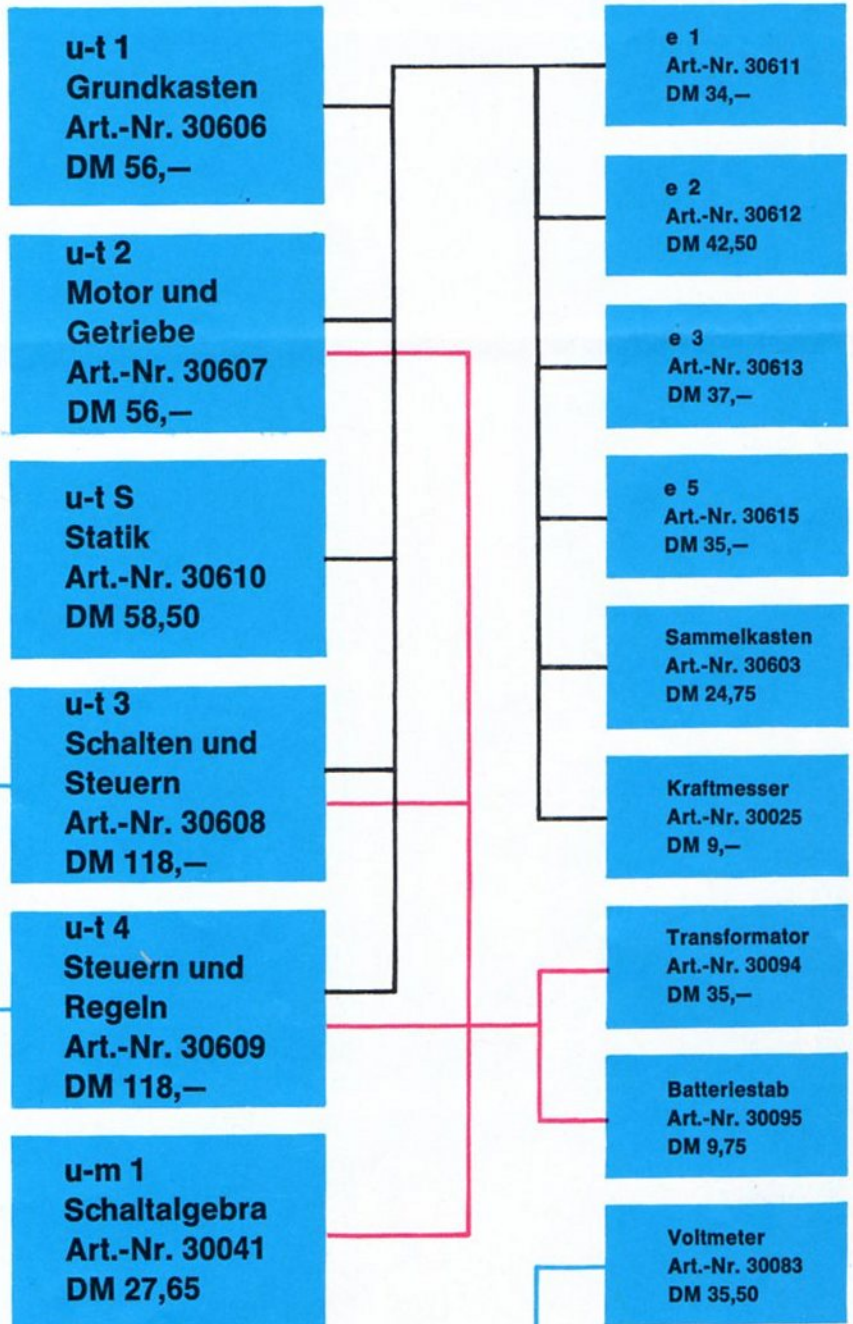 u-t 1
Grundkasten
Art.-Nr. 30606
DM 56,—
u-t 2
Motor und
Getriebe
Art.-Nr. 30607
DM 56,—
u-t S
Statik
Art.-Nr. 30610
DM 58,50
u-t 3
Schalten und
Steuern
Art.-Nr. 30608
DM 118,—
u-t 4
Steuern und
Regeln
Art.-Nr. 30609
DM 118,—
u-m 1
Schaltalgebra
Art.-Nr. 30041
DM 27,65
e 1
Art.-Nr. 30611
DM 34,—
e 2
Art.-Nr. 30612
DM 42,50
e 3
Art.-Nr. 30613
DM 37,—
e 5
Art.-Nr. 30615
DM 35,—
Sammelkasten
Art.-Nr. 30603
DM 24,75
Kraftmesser
Art.-Nr. 30025
DM 9,—
Transformator
Art.-Nr. 30094
DM 35,—
Batteriestab
Art.-Nr. 30095
DM 9,75
Voltmeter
Art.-Nr. 30083
DM 35,50